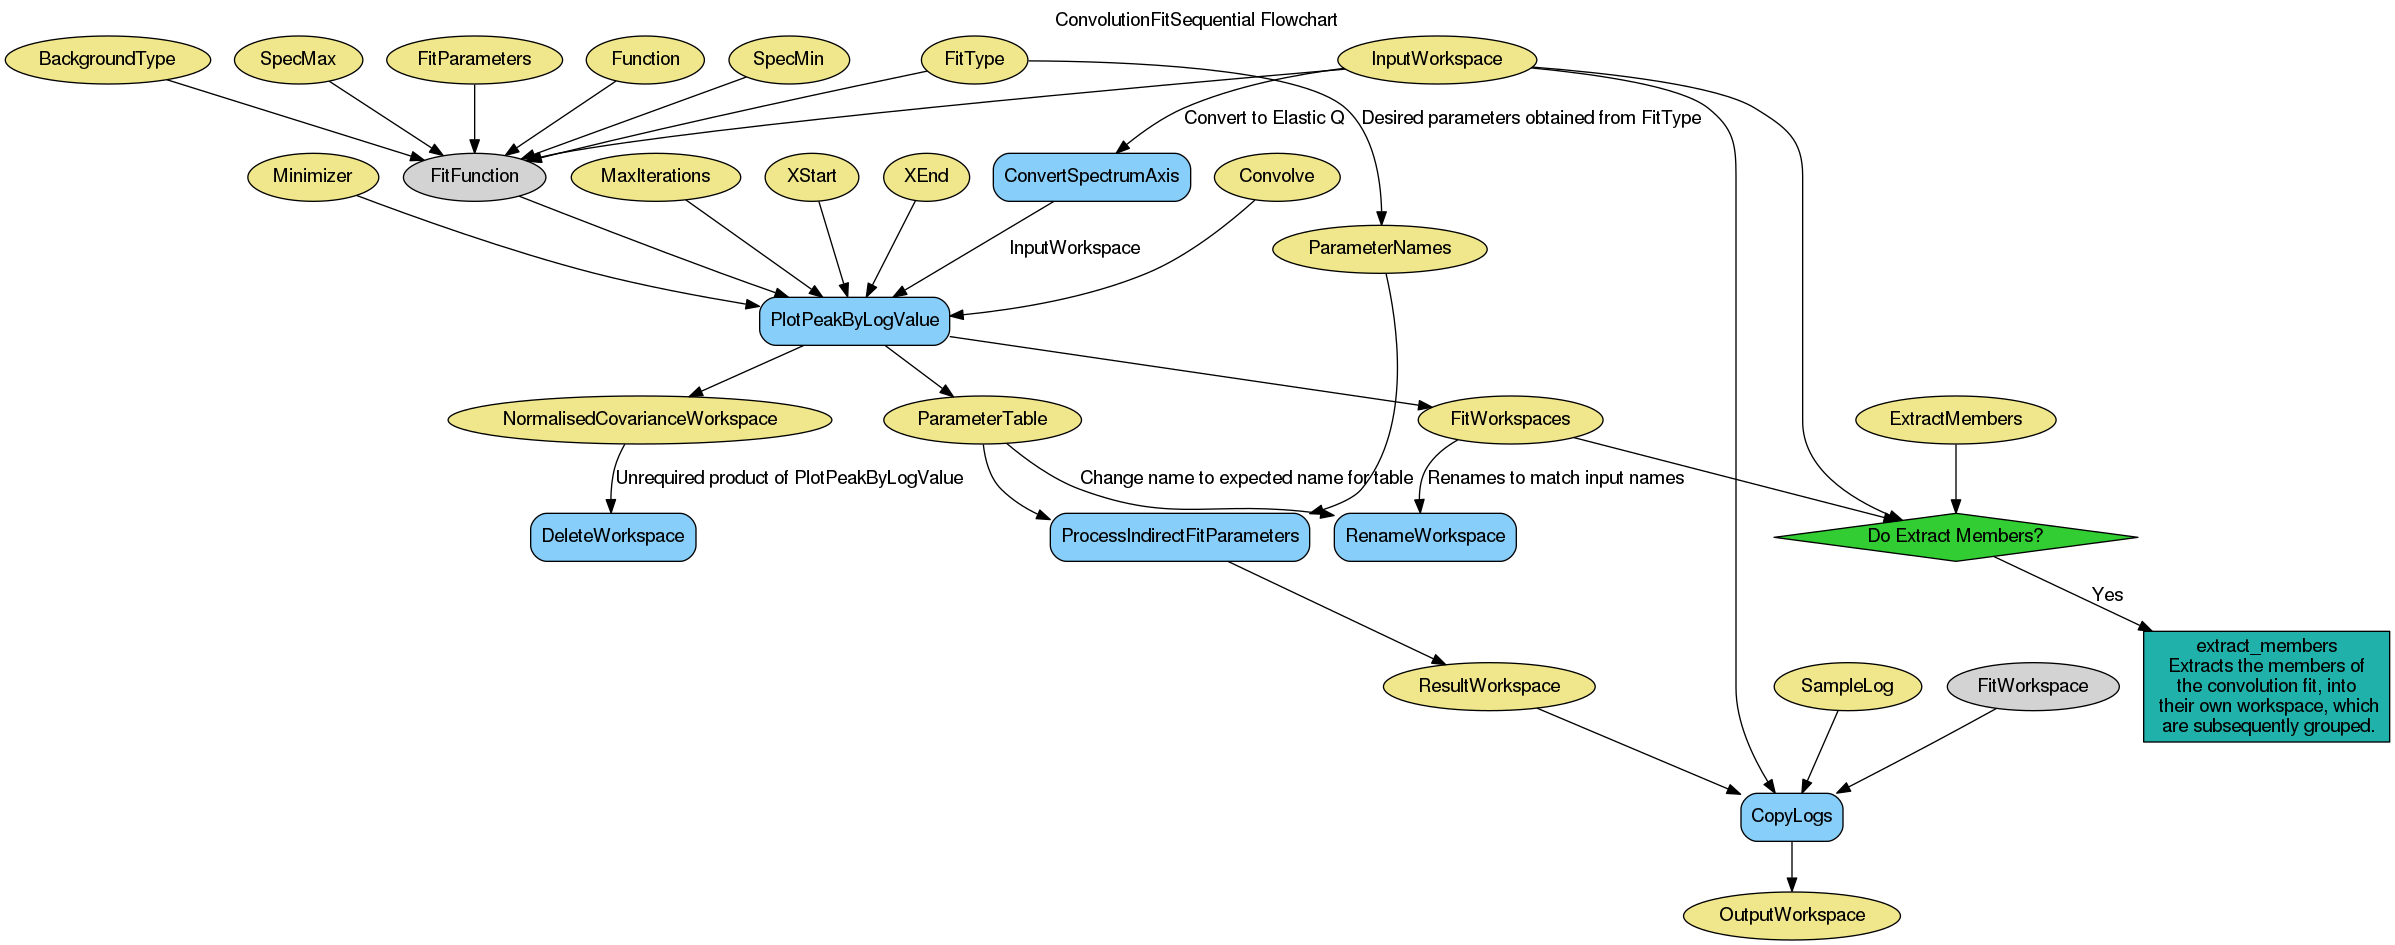 ConvolutionFitSequential Flowchart
BackgroundType
SpecMax
FitParameters
Function
SpecMin
FitType
InputWorkspace
Convert to Elastic Q
Desired parameters obtained from FitType
Minimizer
FitFunction
MaxIterations
XStart
XEnd
ConvertSpectrumAxis
Convolve
InputWorkspace
ParameterNames
PlotPeakByLogValue
NormalisedCovarianceWorkspace
ParameterTable
FitWorkspaces
ExtractMembers
Unrequired product of PlotPeakByLogValue
Change name to expected name for table
Renames to match input names
DeleteWorkspace
ProcessIndirectFitParameters
RenameWorkspace
Do Extract Members?
Yes
extract_members
Extracts the members of
the convolution fit, into
their own workspace, which
are subsequently grouped.
ResultWorkspace
SampleLog
FitWorkspace
CopyLogs
OutputWorkspace